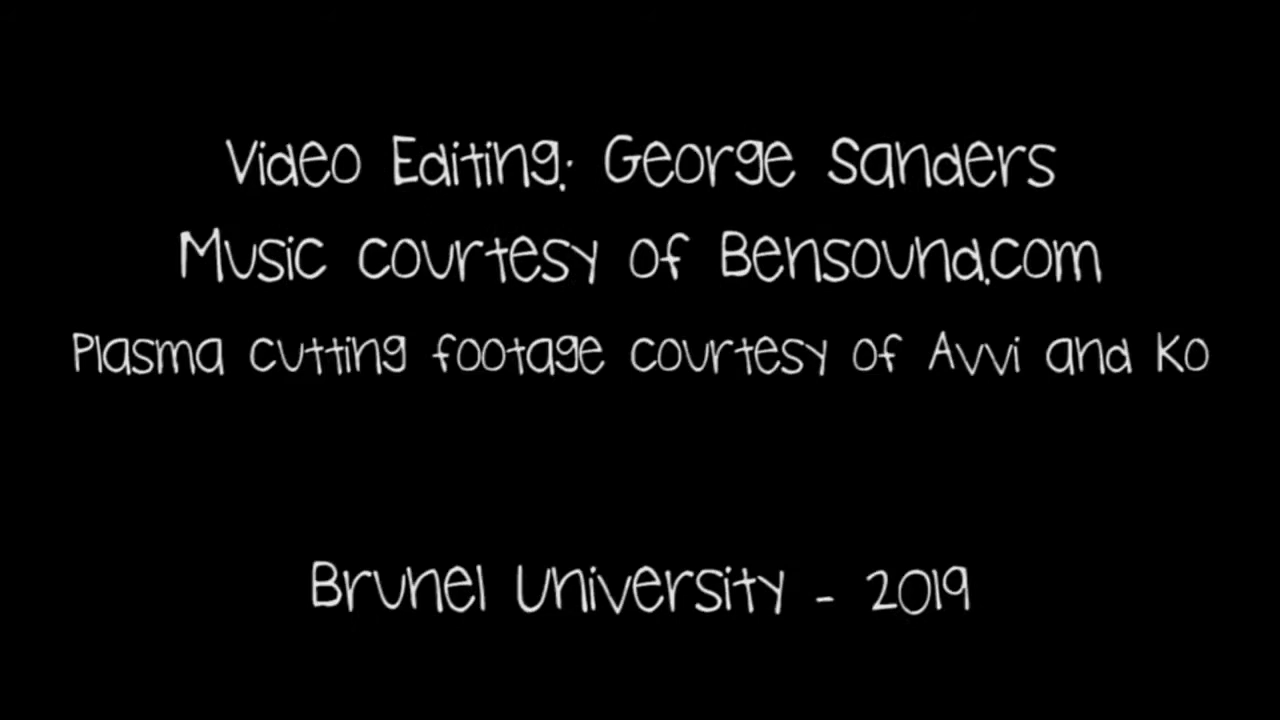 Video Editing: George Sanders
Music courtesy of Bensound.com
Plasma cutting footage courtesy of Avvi and Ko
Brunel University - 2019